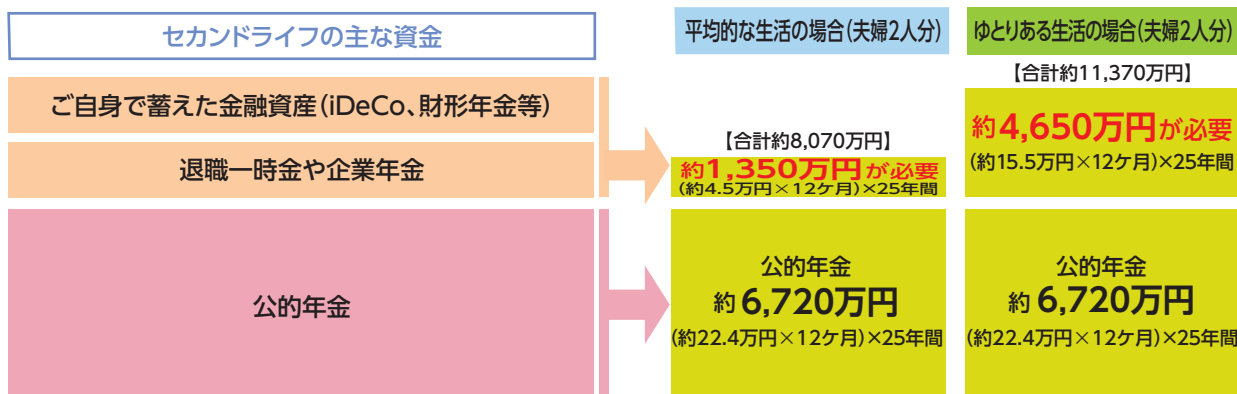 セカンドライフの主な資金
ご自身で蓄えた金融資産(iDeCo、財形年金等)
退職一時金や企業年金
公的年金
平均的な生活の場合(夫婦2人分)
【合計約8,070万円】
約1,350万円が必要
(約4.5万円×12ケ月)×25年間
公的年金
約6,720万円
(約22.4万円×12ケ月)×25年間
ゆとりある生活の場合(夫婦2人分)
【合計約11,370万円】
約4,650万円が必要
(約15.5万円×12ケ月)×25年間
公的年金
約6,720万円
(約22.4万円×12ケ月)×25年間